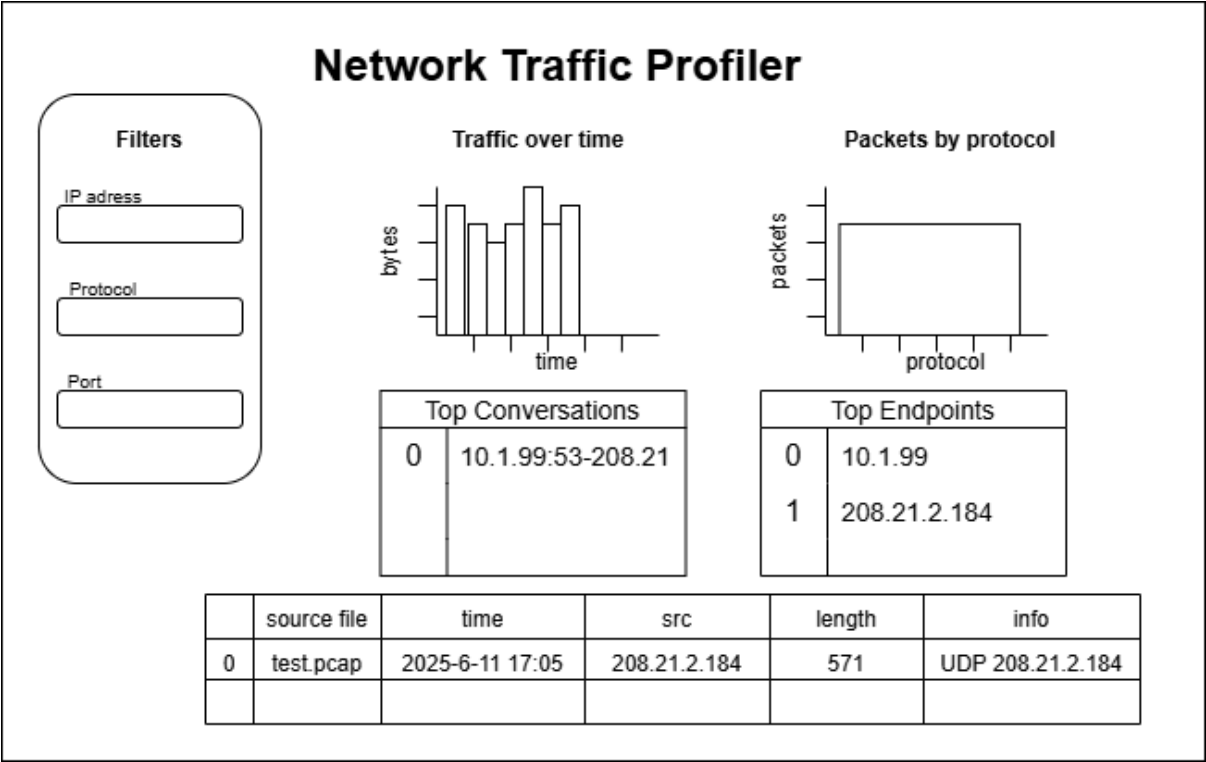 Network Traffic Profiler
Filters
IP adress
Protocol
Port
Traffic over time
bytes
time
Packets by protocol
packets
protocol
Top Conversations
0 10.1.99:53-208.21
Top Endpoints
0 10.1.99
1 208.21.2.184
source file time src length info
0 test.pcap 2025-6-11 17:05 208.21.2.184 571 UDP 208.21.2.184